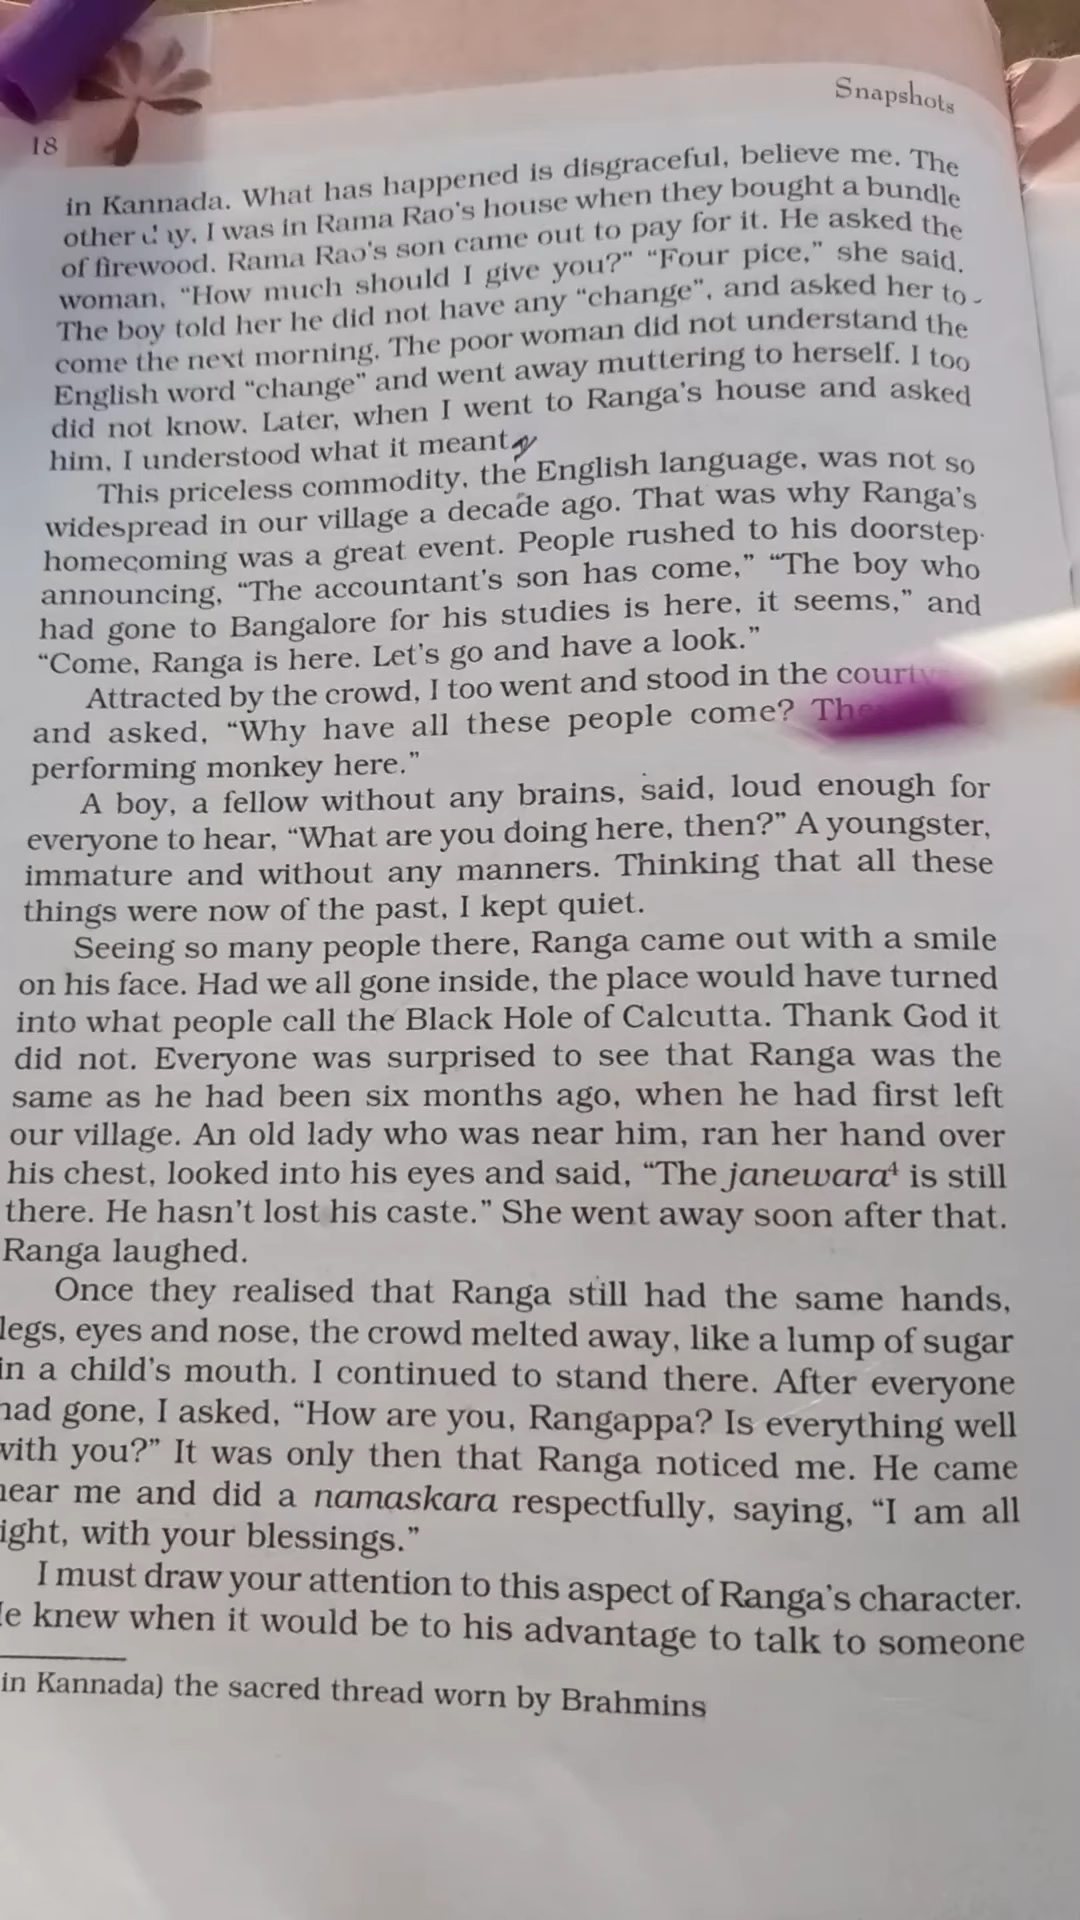 Snapshots
18
in Kannada. What has happened is disgraceful, believe me. The
other day, I was in Rama Rao's house when they bought a bundle
of firewood. Rama Rao's son came out to pay for it. He asked the
woman, “How much should I give you?” “Four pice,” she said.
The boy told her he did not have any “change”, and asked her to
come the next morning. The poor woman did not understand the
English word “change” and went away muttering to herself. I too
did not know. Later, when I went to Ranga's house and asked
him, I understood what it meant.
This priceless commodity, the English language, was not so
widespread in our village a decade ago. That was why Ranga's
homecoming was a great event. People rushed to his doorstep
announcing, “The accountant's son has come,” “The boy who
had gone to Bangalore for his studies is here, it seems,” and
“Come, Ranga is here. Let's go and have a look.”
Attracted by the crowd, I too went and stood in the
and asked, “Why have all these people come?
performing monkey here.”
A boy, a fellow without any brains, said, loud enough for
everyone to hear, “What are you doing here, then?” A youngster,
immature and without any manners. Thinking that all these
things were now of the past, I kept quiet.
Seeing so many people there, Ranga came out with a smile
on his face. Had we all gone inside, the place would have turned
into what people call the Black Hole of Calcutta. Thank God it
did not. Everyone was surprised to see that Ranga was the
same as he had been six months ago, when he had first left
our village. An old lady who was near him, ran her hand over
his chest, looked into his eyes and said, “The janewara⁴ is still
there. He hasn't lost his caste.” She went away soon after that.
Ranga laughed.
Once they realised that Ranga still had the same hands,
legs, eyes and nose, the crowd melted away, like a lump of sugar
in a child's mouth. I continued to stand there. After everyone
had gone, I asked, “How are you, Rangappa? Is everything well
with you?” It was only then that Ranga noticed me. He came
near me and did a namaskara respectfully, saying, “I am all
ight, with your blessings.”
I must draw your attention to this aspect of Ranga's character.
He knew when it would be to his advantage to talk to someone
in Kannada) the sacred thread worn by Brahmins